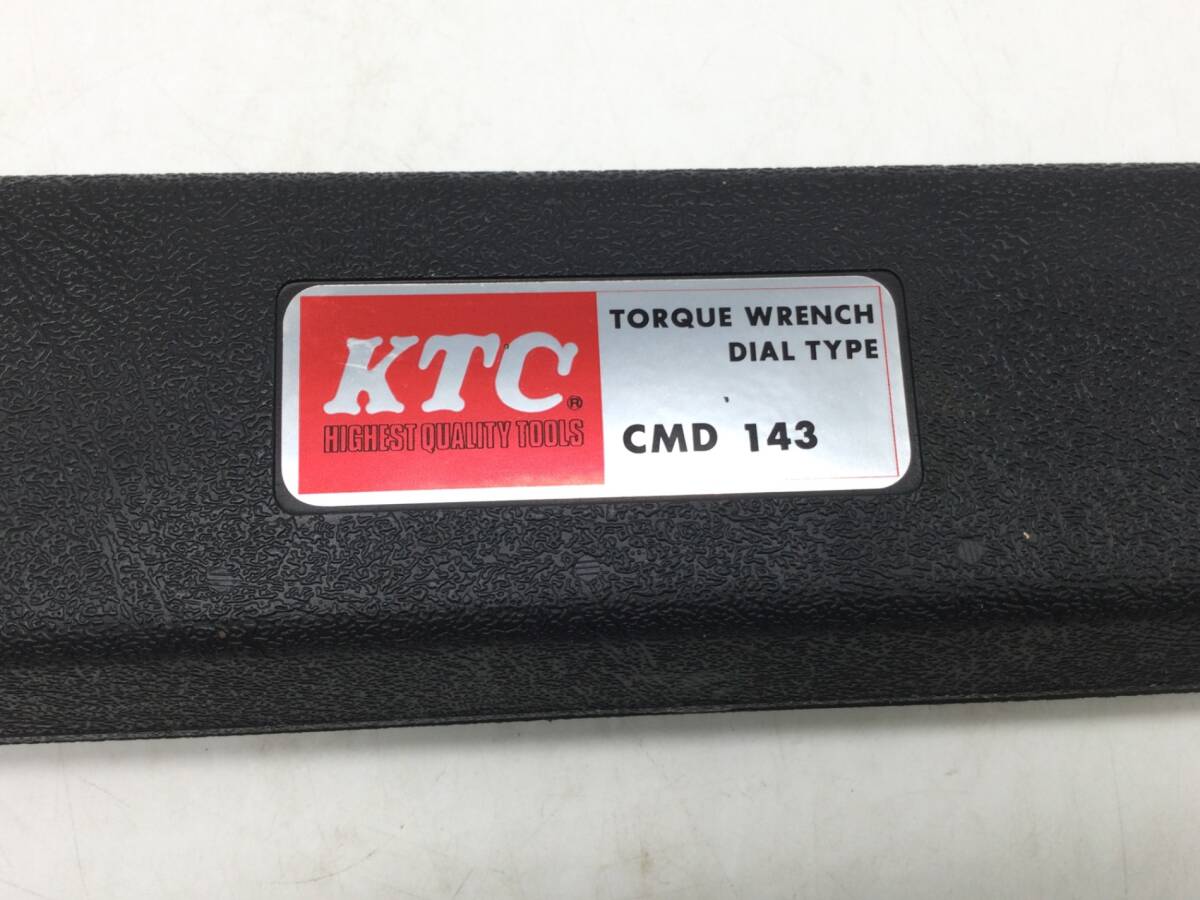 KTC®
HIGHEST QUALITY TOOLS
TORQUE WRENCH
DIAL TYPE
CMD 143